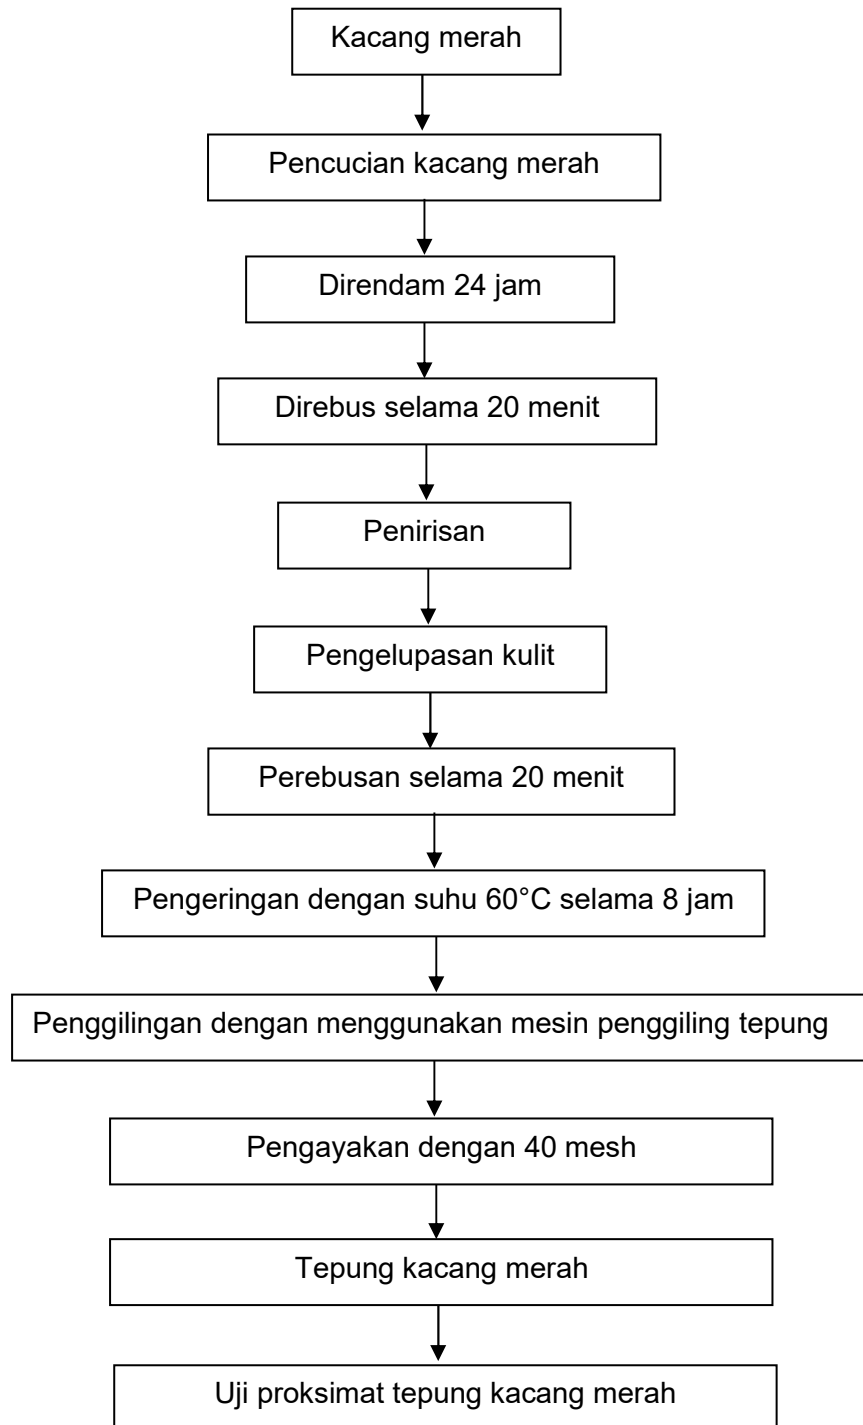 Kacang merah
Pencucian kacang merah
Direndam 24 jam
Direbus selama 20 menit
Penirisan
Pengelupasan kulit
Perebusan selama 20 menit
Pengeringan dengan suhu 60°C selama 8 jam
Penggilingan dengan menggunakan mesin penggiling tepung
Pengayakan dengan 40 mesh
Tepung kacang merah
Uji proksimat tepung kacang merah